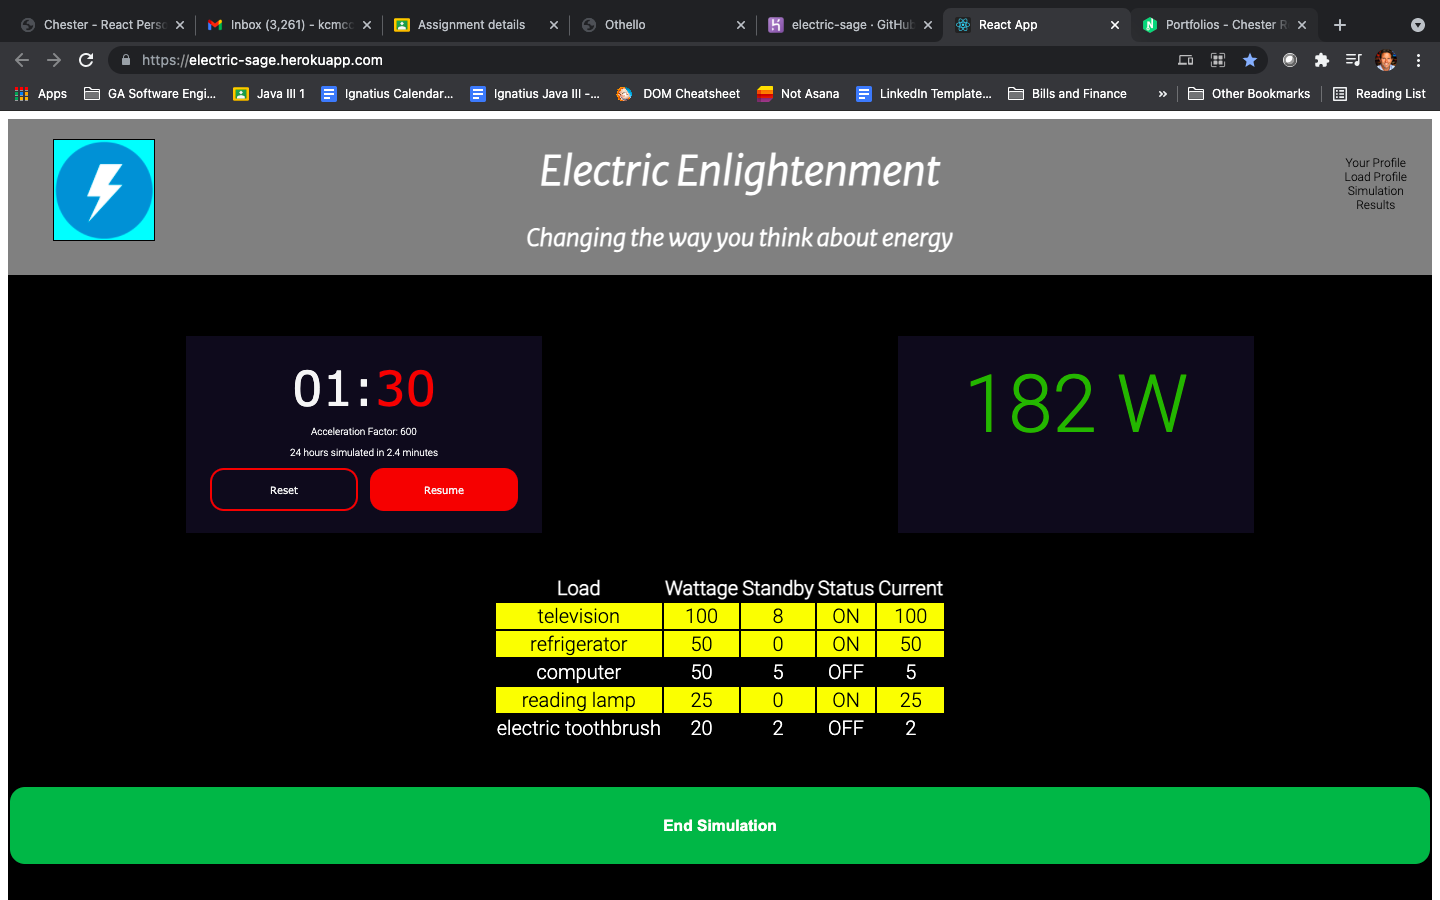 Chester - React Perso
Inbox (3,261) - kcmcc
Assignment details
Othello
electric-sage · GitHub
React App
Portfolios - Chester R
https://electric-sage.herokuapp.com
Apps
GA Software Engi...
Java III 1
Ignatius Calendar...
Ignatius Java III -...
DOM Cheatsheet
Not Asana
LinkedIn Template...
Bills and Finance
»
Other Bookmarks
Reading List
Electric Enlightenment
Changing the way you think about energy
Your Profile
Load Profile
Simulation
Results
01:30
Acceleration Factor: 600
24 hours simulated in 2.4 minutes
Reset Resume
182 W
Load Wattage Standby Status Current
television 100 8 ON 100
refrigerator 50 0 ON 50
computer 50 5 OFF 5
reading lamp 25 0 ON 25
electric toothbrush 20 2 OFF 2
End Simulation